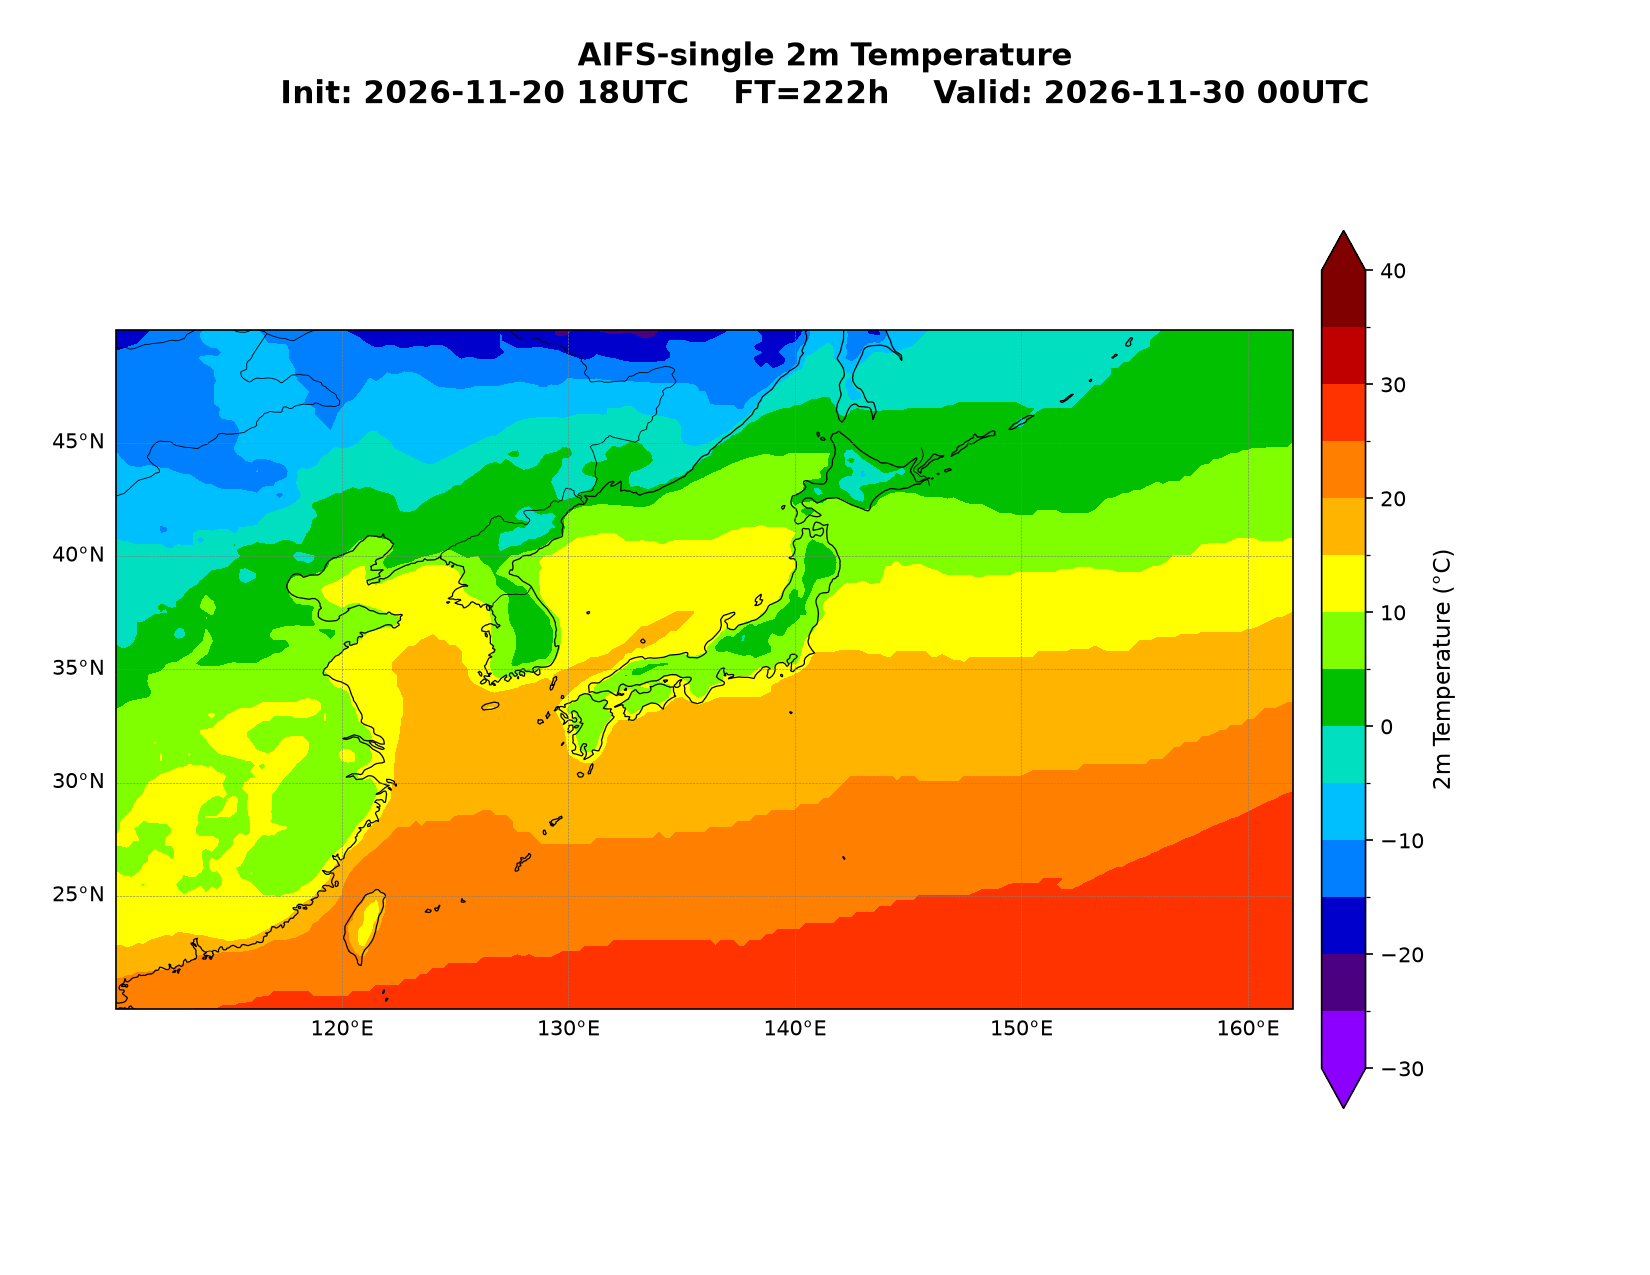 AIFS-single 2m Temperature
Init: 2026-11-20 18UTC    FT=222h    Valid: 2026-11-30 00UTC
45°N
40°N
35°N
30°N
25°N
120°E
130°E
140°E
150°E
160°E
40
30
20
10
0
−10
−20
−30
2m Temperature (°C)